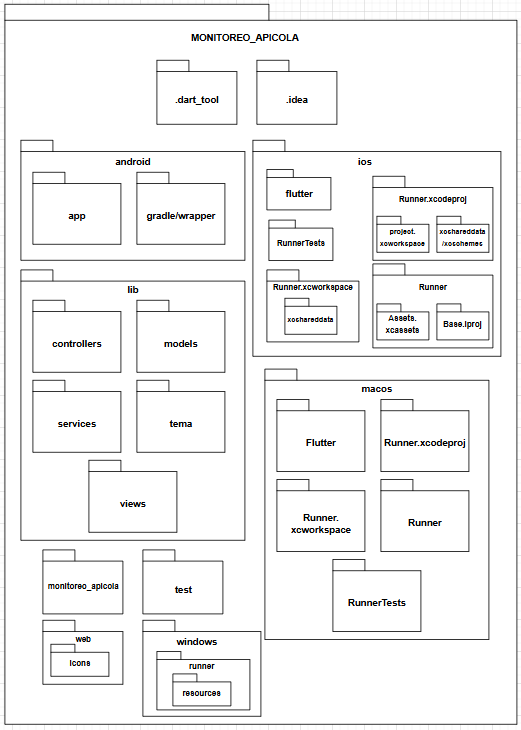 MONITOREO_APICOLA
.dart_tool
.idea
android
app
gradle/wrapper
ios
flutter
Runner.xcodeproj
project.
xcworkspace
xcshareddata
/xcschemes
RunnerTests
Runner.xcworkspace
xcshareddata
Runner
Assets.
xcassets
Base.lproj
lib
controllers
models
services
tema
views
macos
Flutter
Runner.xcodeproj
Runner.
xcworkspace
Runner
RunnerTests
monitoreo_apicola
test
web
icons
windows
runner
resources